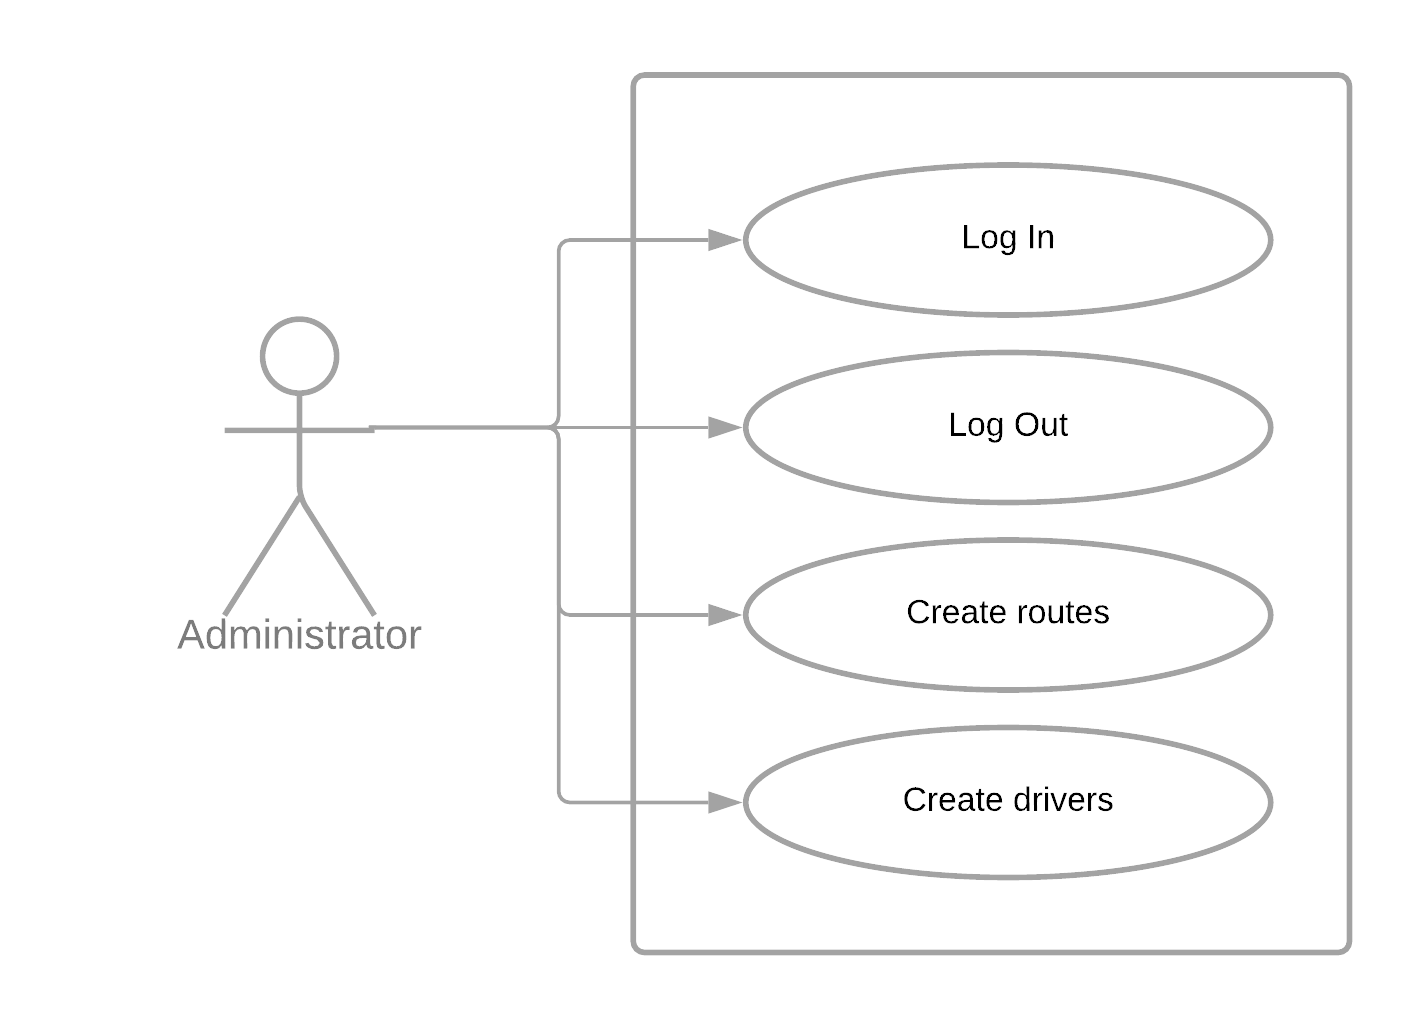 Log In
Log Out
Create routes
Administrator
Create drivers